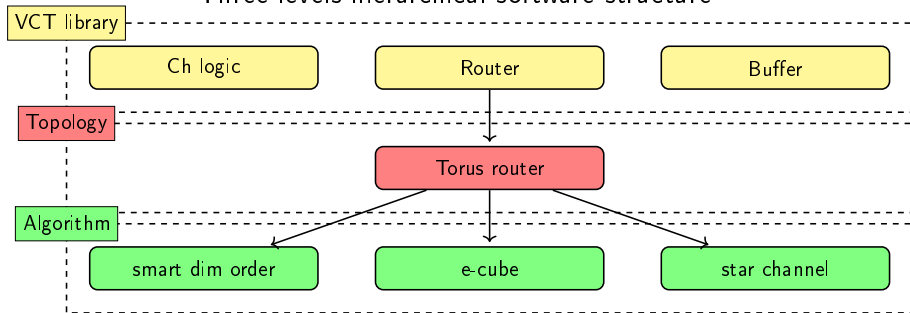 Three levels hierarchical software structure
VCT library
Ch logic
Router
Buffer
Topology
Torus router
Algorithm
smart dim order
e-cube
star channel